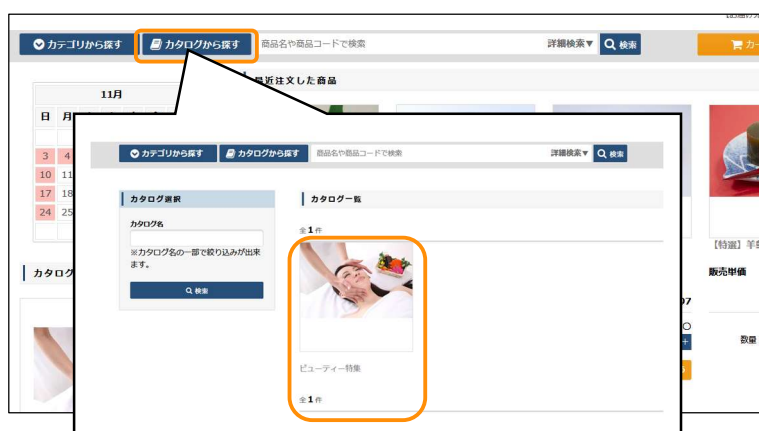 カテゴリから探す
カタログから探す
商品名や商品コードで検索
詳細検索▼
検索
最近注文した商品
11月
日 月
3 4
10 11
17 18
24 25
カタログ
【特選】羊
販売単価
数量
カテゴリから探す
カタログから探す
商品名や商品コードで検索
詳細検索▼
検索
カタログ選択
カタログ名
※カタログ名の一部で絞り込みが出来
ます。
検索
カタログ一覧
全1件
ビューティー特集
全1件